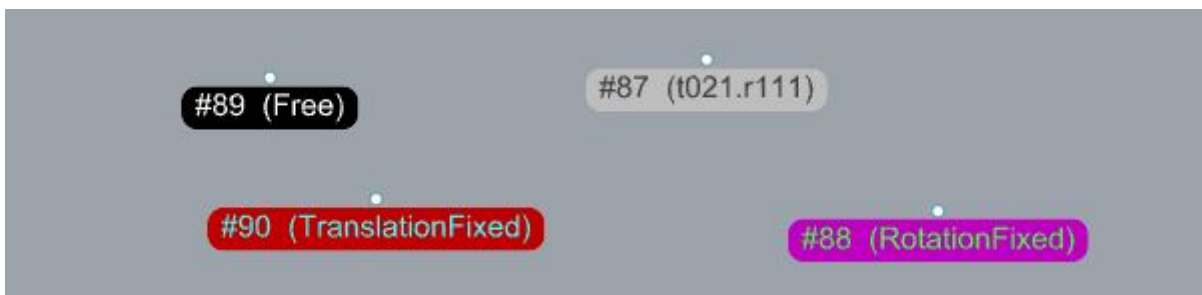 #87 (t021.r111)
#89 (Free)
#90 (TranslationFixed)
#88 (RotationFixed)